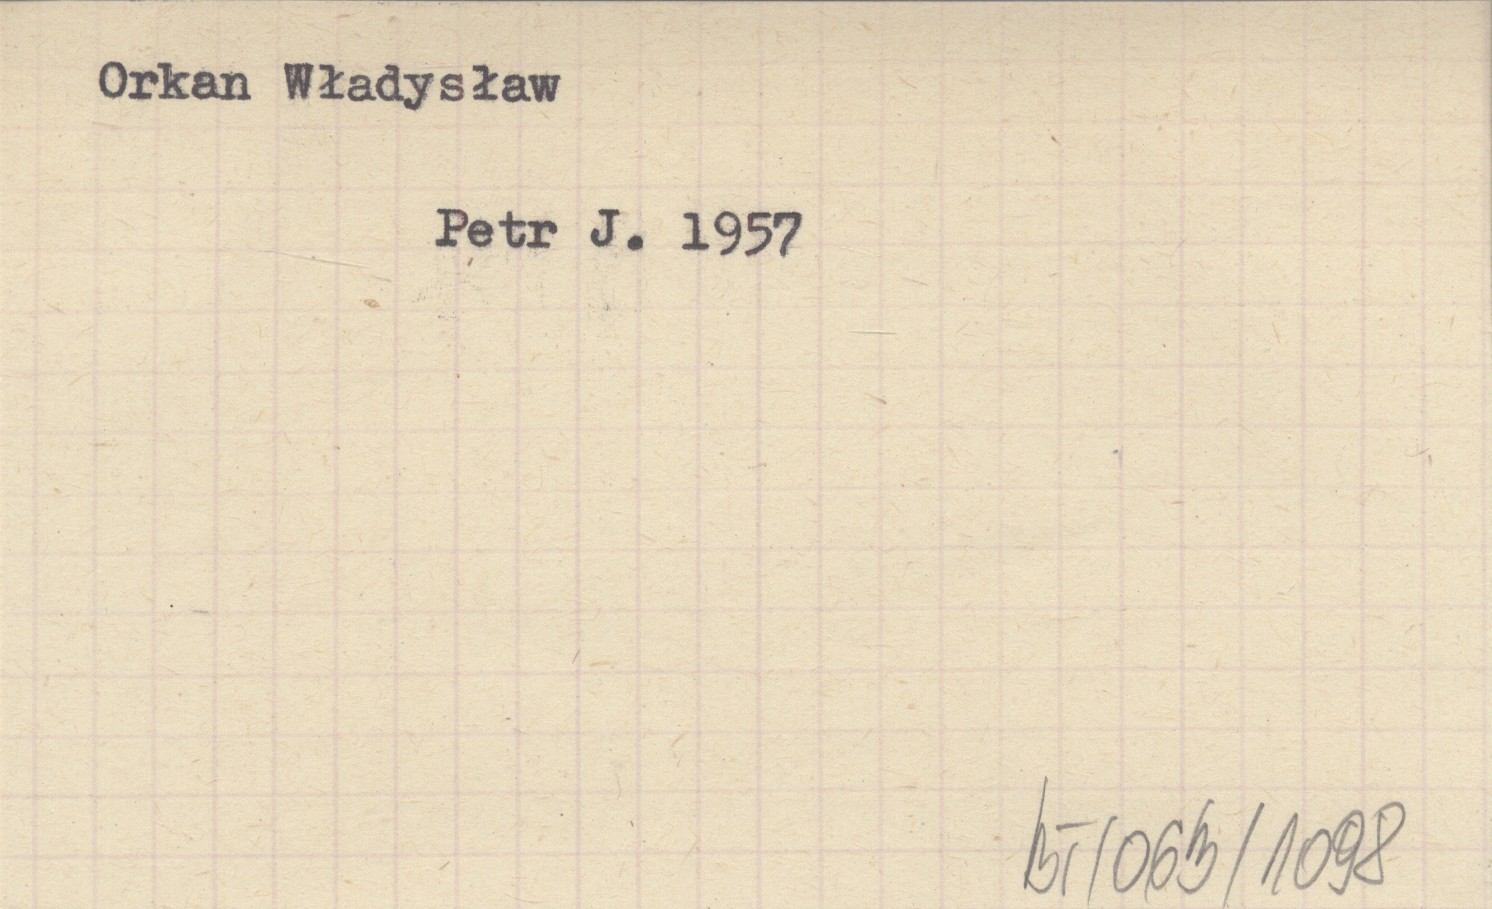 Orkan Władysław
Petr J. 1957
BT/063/1098